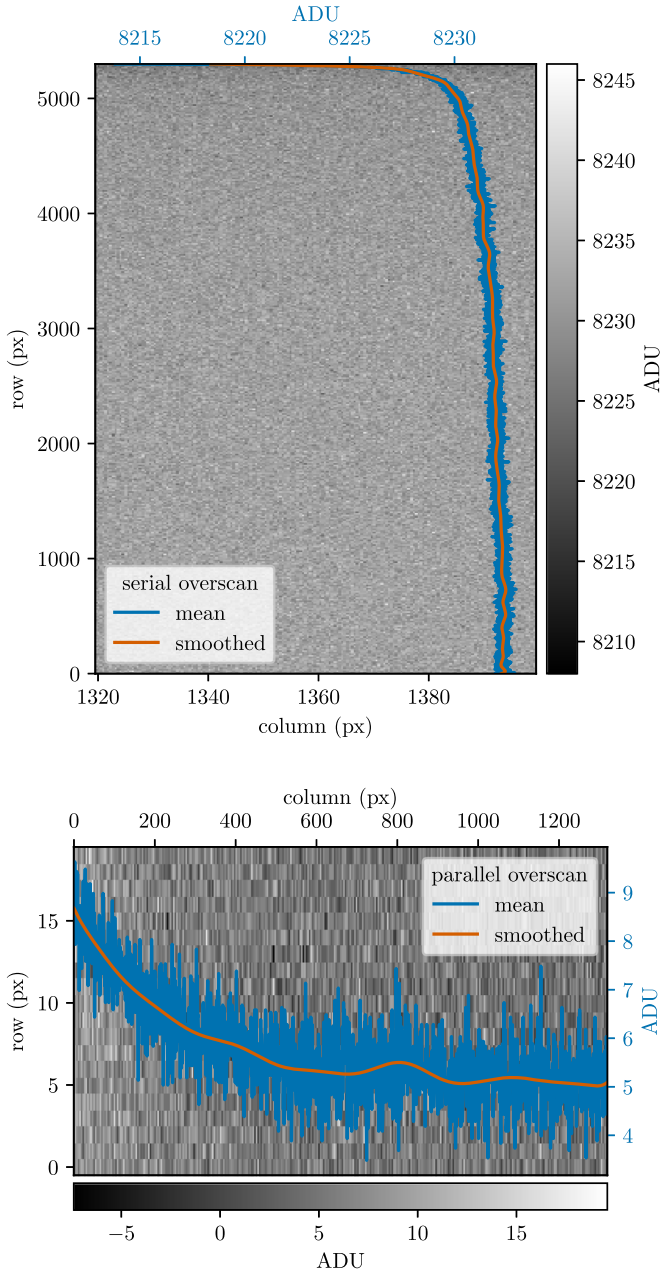 ADU
8215 8220 8225 8230
5000
4000
3000
2000
1000
0
row (px)
serial overscan
mean
smoothed
1320 1340 1360 1380
column (px)
8245
8240
8235
8230
8225
8220
8215
8210
ADU
column (px)
0 200 400 600 800 1000 1200
parallel overscan
mean
smoothed
15
10
5
0
row (px)
9
8
7
6
5
4
ADU
−5 0 5 10 15
ADU